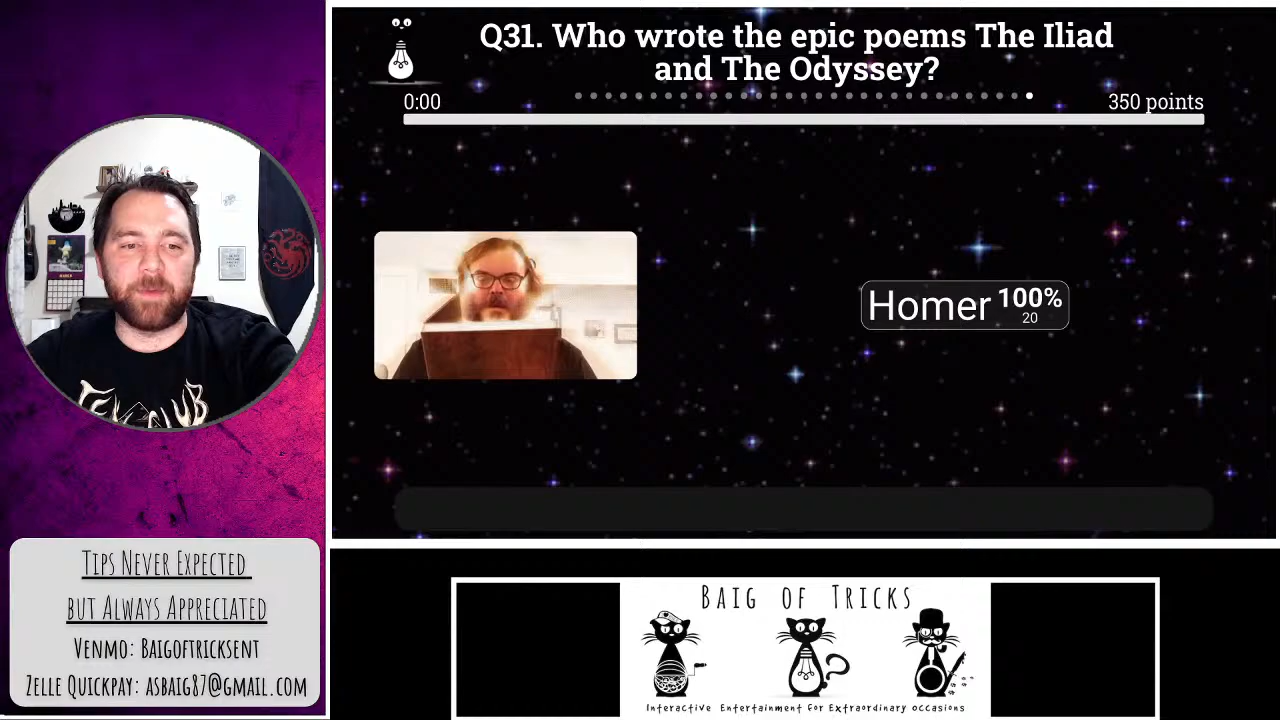 Q31. Who wrote the epic poems The Iliad
and The Odyssey?
0:00
350 points
Homer 100%
20
Tips Never Expected
but Always Appreciated
Venmo: Baigoftricksent
Zelle Quickpay: asbaig87@gmail.com
Baig of Tricks
Interactive Entertainment for Extraordinary Occasions